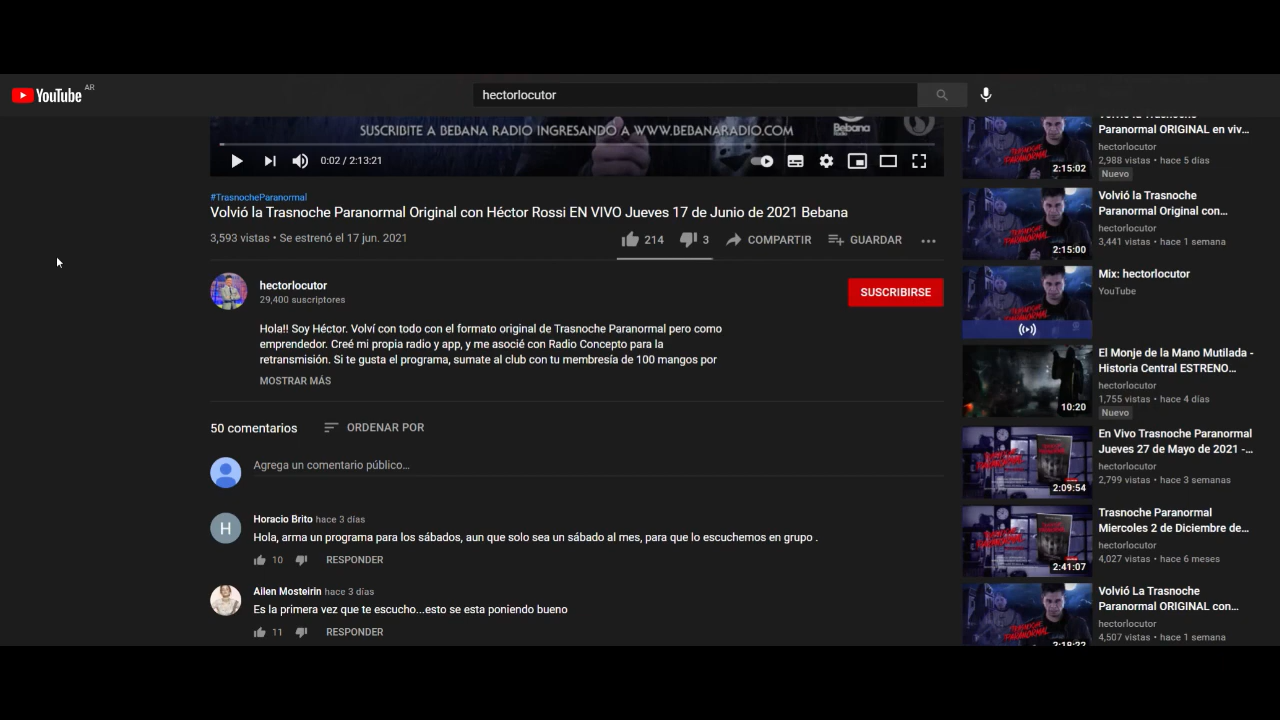 YouTube AR
hectorlocutor
SUSCRIBITE A BEBANA RADIO INGRESANDO A WWW.BEBANARADIO.COM
Bebana
0:02 / 2:13:21
#TrasnocheParanormal
Volvió la Trasnoche Paranormal Original con Héctor Rossi EN VIVO Jueves 17 de Junio de 2021 Bebana
3,593 vistas • Se estrenó el 17 jun. 2021
214
3
COMPARTIR
GUARDAR
hectorlocutor
29,400 suscriptores
SUSCRIBIRSE
Hola!! Soy Héctor. Volví con todo con el formato original de Trasnoche Paranormal pero como
emprendedor. Creé mi propia radio y app, y me asocié con Radio Concepto para la
retransmisión. Si te gusta el programa, sumate al club con tu membresía de 100 mangos por
MOSTRAR MÁS
50 comentarios
ORDENAR POR
Agrega un comentario público...
H
Horacio Brito hace 3 días
Hola, arma un programa para los sábados, aun que solo sea un sábado al mes, para que lo escuchemos en grupo .
10
RESPONDER
Ailen Mosteirin hace 3 días
Es la primera vez que te escucho...esto se esta poniendo bueno
11
RESPONDER
Paranormal ORIGINAL en viv...
hectorlocutor
2,988 vistas • hace 5 días
Nuevo
2:15:02
Volvió la Trasnoche
Paranormal Original con...
hectorlocutor
3,441 vistas • hace 1 semana
2:15:00
Mix: hectorlocutor
YouTube
El Monje de la Mano Mutilada -
Historia Central ESTRENO...
hectorlocutor
1,755 vistas • hace 4 días
Nuevo
10:20
En Vivo Trasnoche Paranormal
Jueves 27 de Mayo de 2021 -...
hectorlocutor
2,799 vistas • hace 3 semanas
2:09:54
Trasnoche Paranormal
Miercoles 2 de Diciembre de...
hectorlocutor
4,027 vistas • hace 6 meses
2:41:07
Volvió La Trasnoche
Paranormal ORIGINAL con...
hectorlocutor
4,507 vistas • hace 1 semana